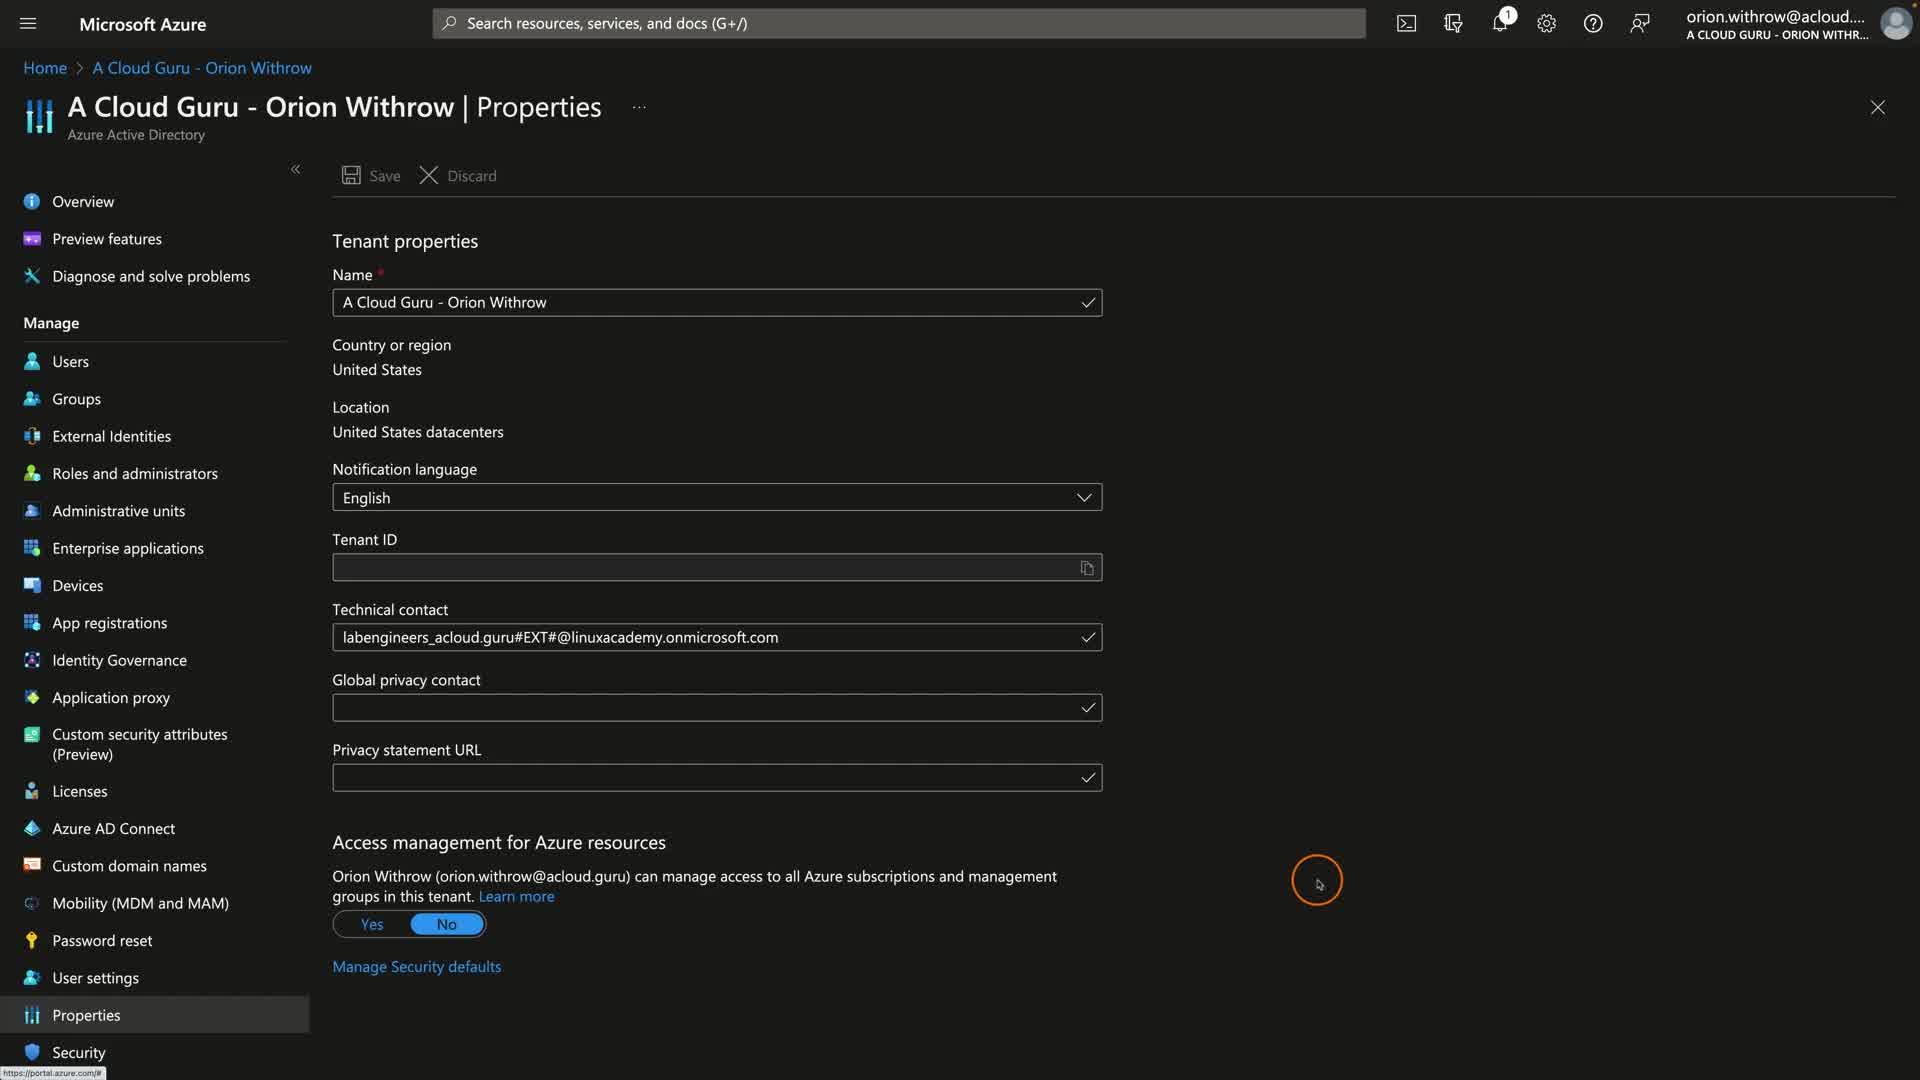 Microsoft Azure
Search resources, services, and docs (G+/)
1
orion.withrow@acloud....
A CLOUD GURU - ORION WITHR...
Home > A Cloud Guru - Orion Withrow
A Cloud Guru - Orion Withrow | Properties ...
Azure Active Directory
«
Save
Discard
Overview
Preview features
Diagnose and solve problems
Manage
Users
Groups
External Identities
Roles and administrators
Administrative units
Enterprise applications
Devices
App registrations
Identity Governance
Application proxy
Custom security attributes
(Preview)
Licenses
Azure AD Connect
Custom domain names
Mobility (MDM and MAM)
Password reset
User settings
Properties
Security
https://portal.azure.com/#
Tenant properties
Name *
A Cloud Guru - Orion Withrow
Country or region
United States
Location
United States datacenters
Notification language
English
Tenant ID
Technical contact
labengineers_acloud.guru#EXT#@linuxacademy.onmicrosoft.com
Global privacy contact
Privacy statement URL
Access management for Azure resources
Orion Withrow (orion.withrow@acloud.guru) can manage access to all Azure subscriptions and management
groups in this tenant. Learn more
Yes
No
Manage Security defaults